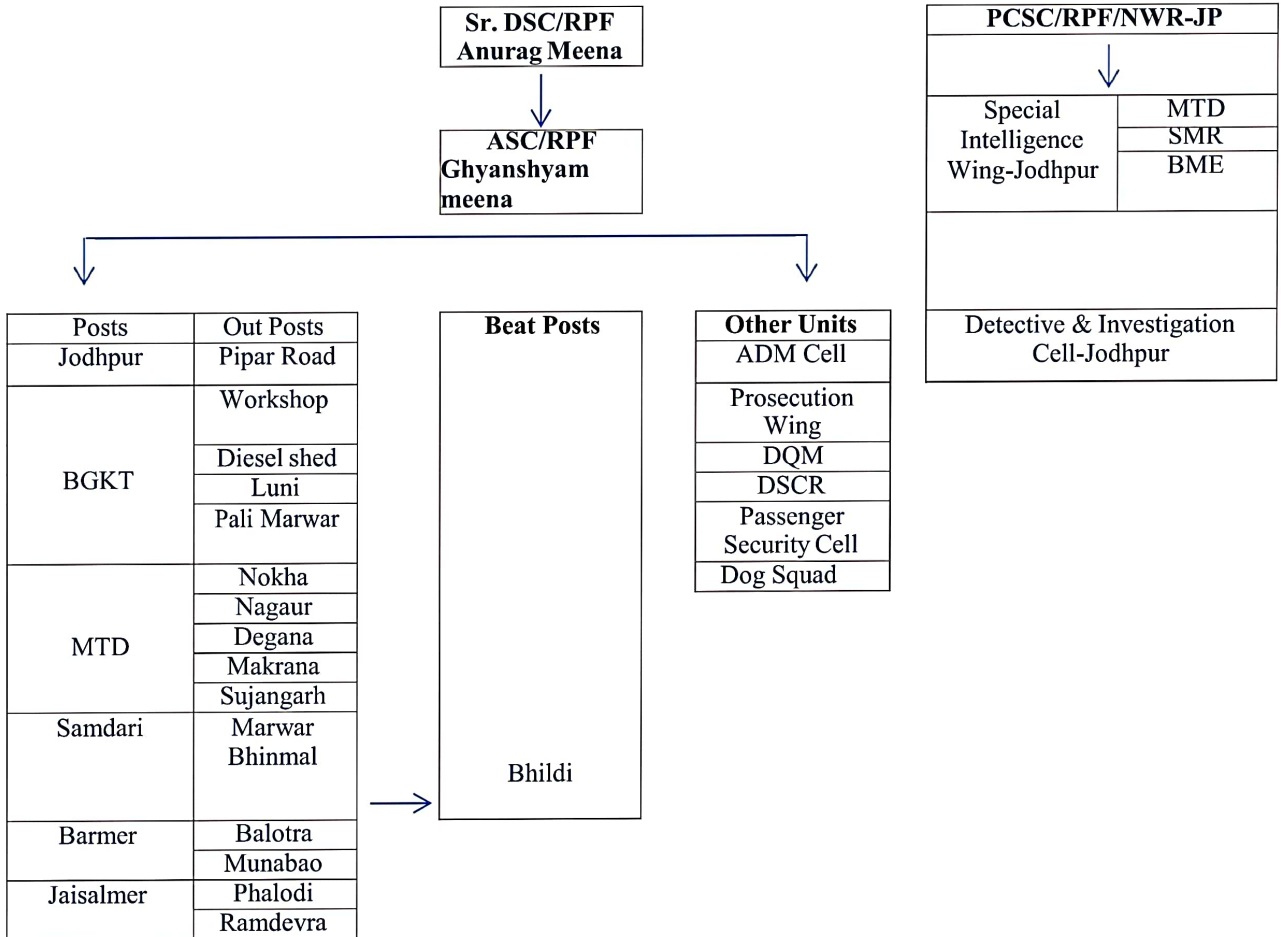 Sr. DSC/RPF
Anurag Meena
ASC/RPF
Ghyanshyam
meena
PCSC/RPF/NWR-JP
Special
Intelligence
Wing-Jodhpur
MTD
SMR
BME
Detective & Investigation
Cell-Jodhpur
Posts
Out Posts
Jodhpur
Pipar Road
BGKT
Workshop
Diesel shed
Luni
Pali Marwar
MTD
Nokha
Nagaur
Degana
Makrana
Sujangarh
Samdari
Marwar
Bhinmal
Barmer
Balotra
Munabao
Jaisalmer
Phalodi
Ramdevra
Beat Posts
Bhildi
Other Units
ADM Cell
Prosecution
Wing
DQM
DSCR
Passenger
Security Cell
Dog Squad